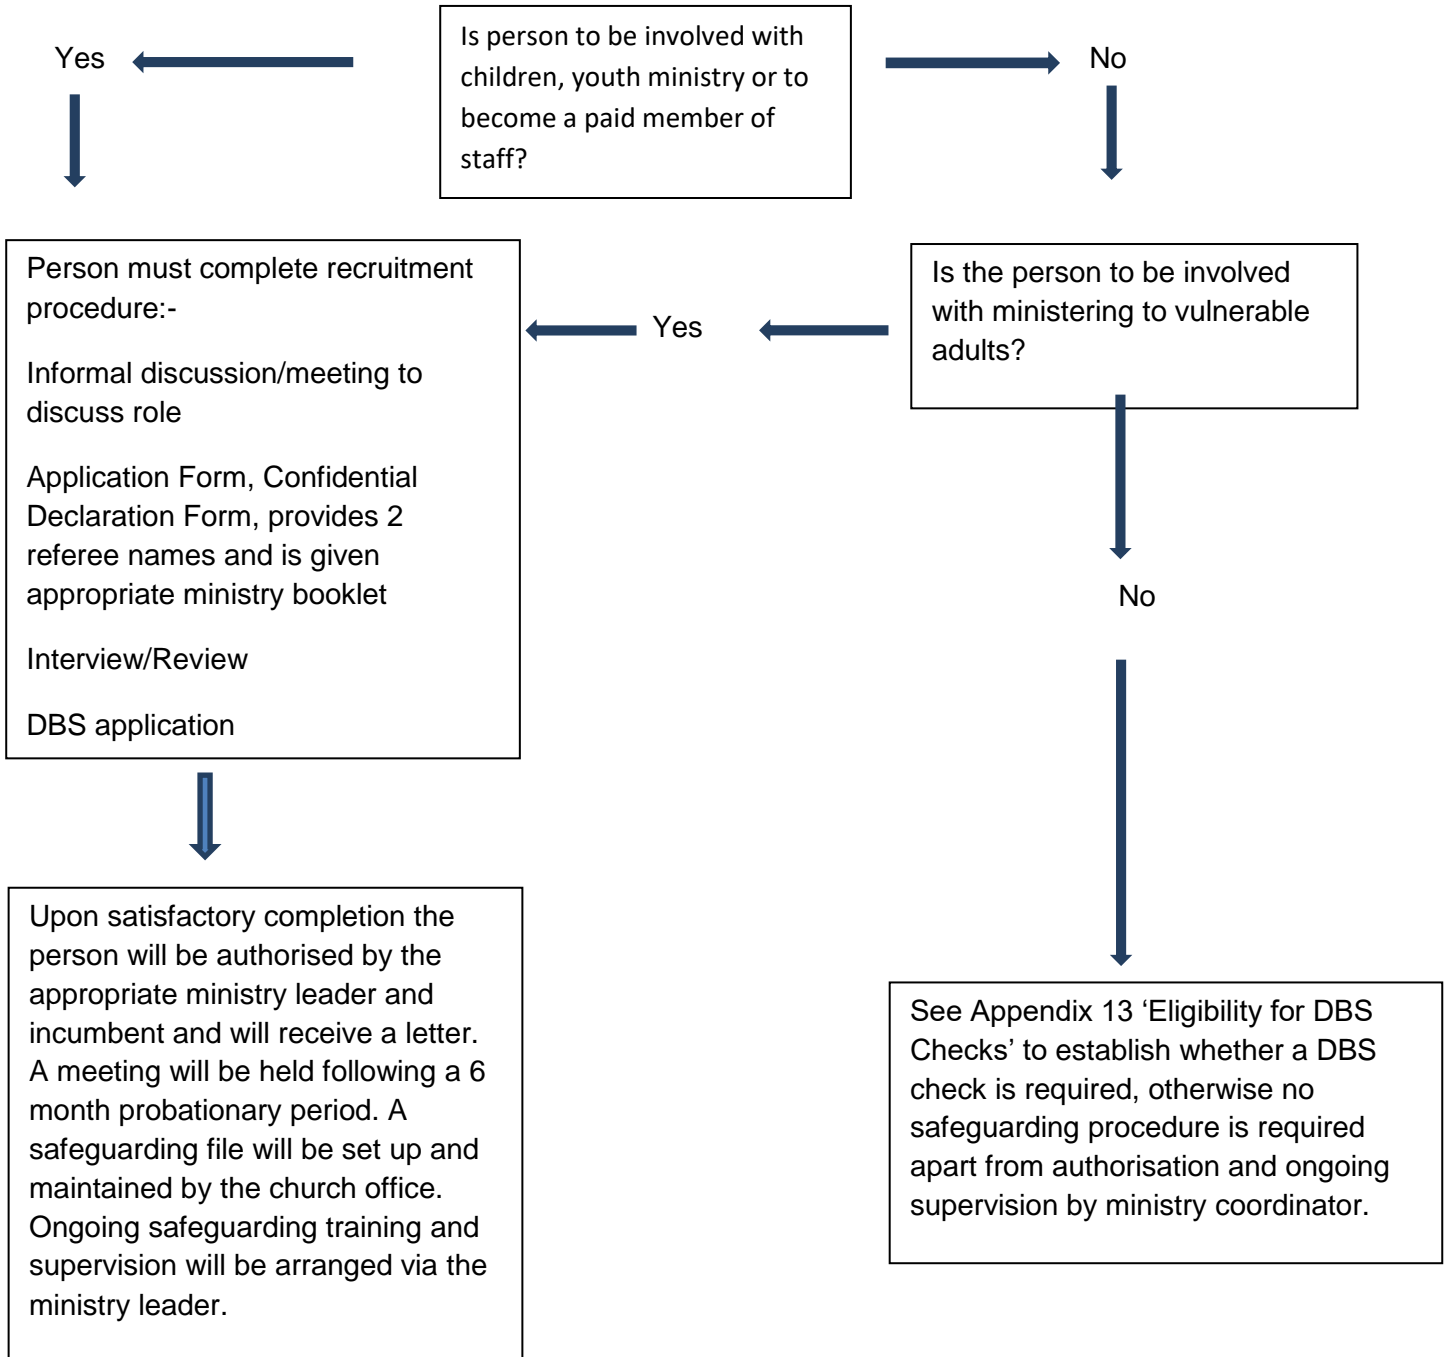 Is person to be involved with
children, youth ministry or to
become a paid member of
staff?
Yes
No
Person must complete recruitment
procedure:-
Informal discussion/meeting to
discuss role
Application Form, Confidential
Declaration Form, provides 2
referee names and is given
appropriate ministry booklet
Interview/Review
DBS application
Yes
Is the person to be involved
with ministering to vulnerable
adults?
No
Upon satisfactory completion the
person will be authorised by the
appropriate ministry leader and
incumbent and will receive a letter.
A meeting will be held following a 6
month probationary period. A
safeguarding file will be set up and
maintained by the church office.
Ongoing safeguarding training and
supervision will be arranged via the
ministry leader.
See Appendix 13 ‘Eligibility for DBS
Checks’ to establish whether a DBS
check is required, otherwise no
safeguarding procedure is required
apart from authorisation and ongoing
supervision by ministry coordinator.